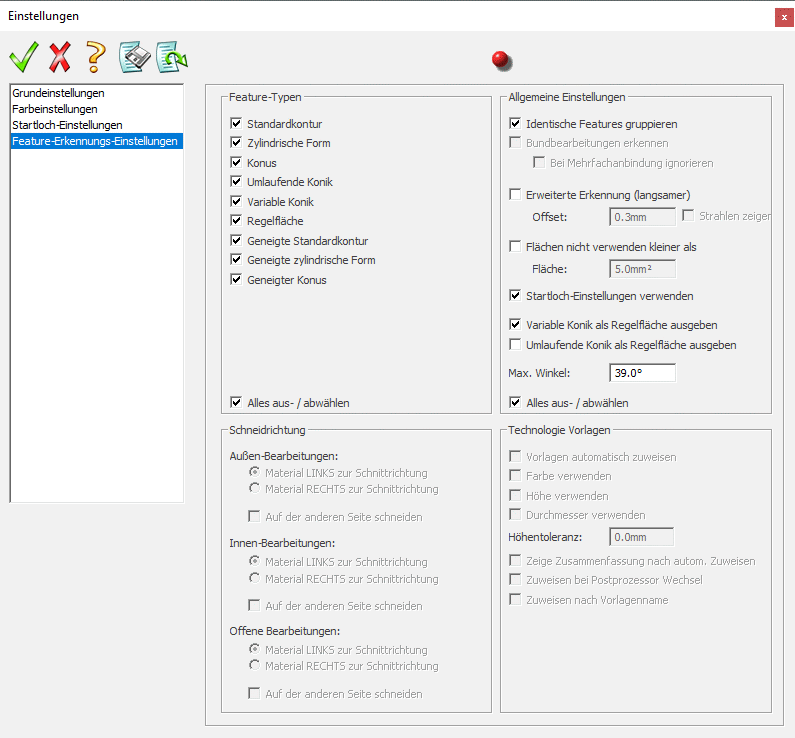 Einstellungen
x
Grundeinstellungen
Farbeinstellungen
Startloch-Einstellungen
Feature-Erkennungs-Einstellungen
Feature-Typen
Standardkontur
Zylindrische Form
Konus
Umlaufende Konik
Variable Konik
Regelfläche
Geneigte Standardkontur
Geneigte zylindrische Form
Geneigter Konus
Alles aus- / abwählen
Allgemeine Einstellungen
Identische Features gruppieren
Bundbearbeitungen erkennen
Bei Mehrfachanbindung ignorieren
Erweiterte Erkennung (langsamer)
Offset: 0.3mm Strahlen zeiger
Flächen nicht verwenden kleiner als
Fläche: 5.0mm²
Startloch-Einstellungen verwenden
Variable Konik als Regelfläche ausgeben
Umlaufende Konik als Regelfläche ausgeben
Max. Winkel: 39.0°
Alles aus- / abwählen
Schneidrichtung
Außen-Bearbeitungen:
Material LINKS zur Schnittrichtung
Material RECHTS zur Schnittrichtung
Auf der anderen Seite schneiden
Innen-Bearbeitungen:
Material LINKS zur Schnittrichtung
Material RECHTS zur Schnittrichtung
Auf der anderen Seite schneiden
Offene Bearbeitungen:
Material LINKS zur Schnittrichtung
Material RECHTS zur Schnittrichtung
Auf der anderen Seite schneiden
Technologie Vorlagen
Vorlagen automatisch zuweisen
Farbe verwenden
Höhe verwenden
Durchmesser verwenden
Höhentoleranz: 0.0mm
Zeige Zusammenfassung nach autom. Zuweisen
Zuweisen bei Postprozessor Wechsel
Zuweisen nach Vorlagenname